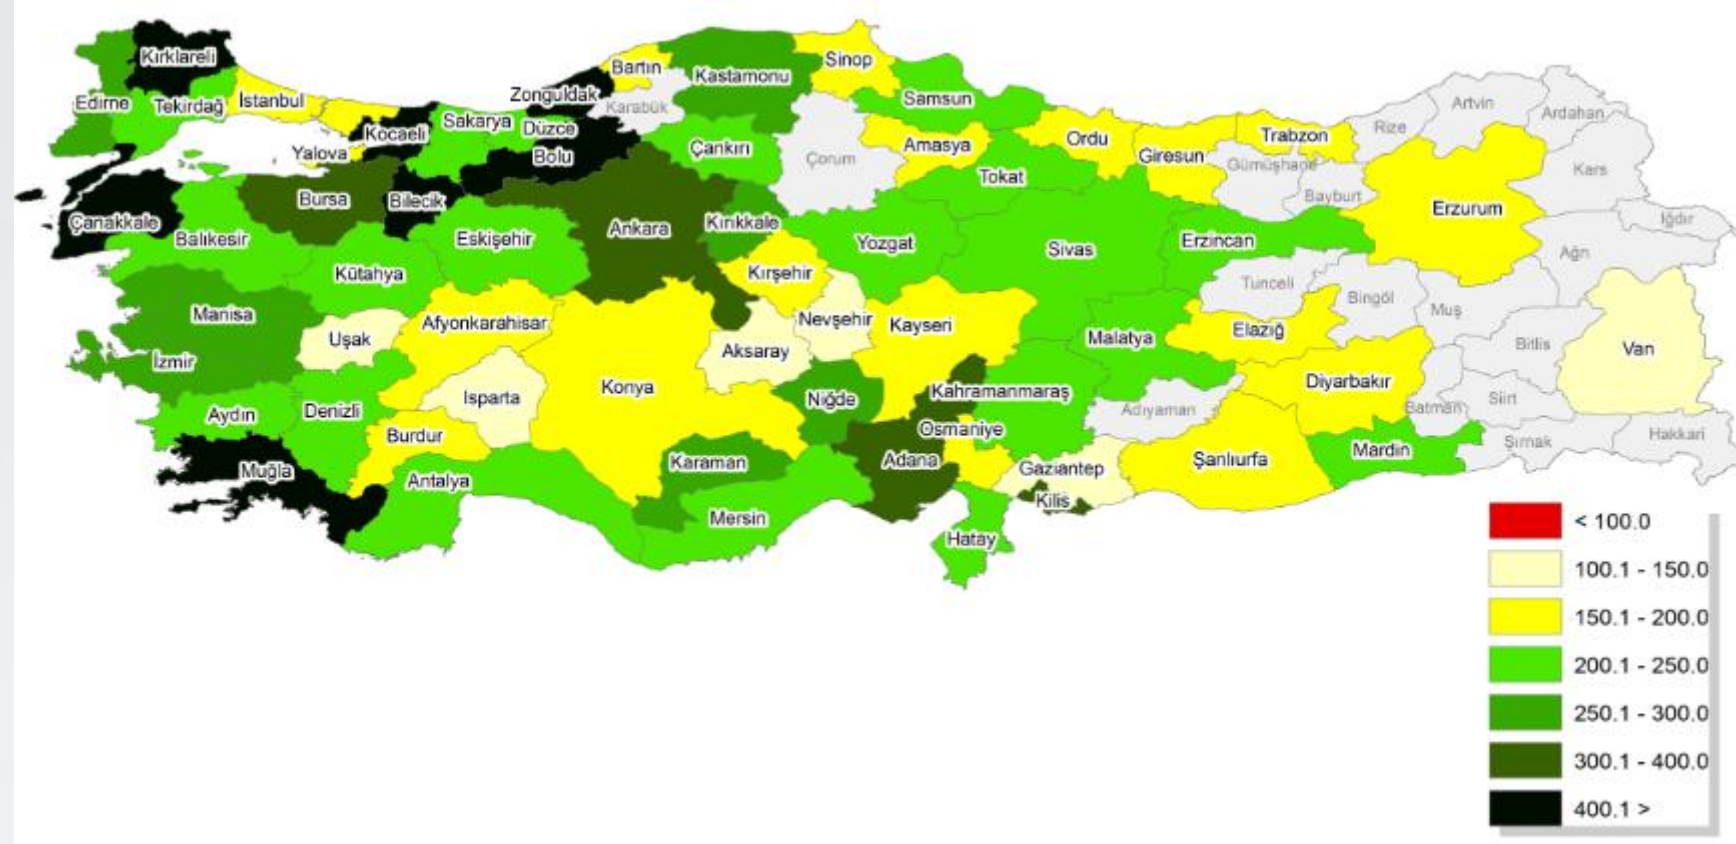 Kırklareli
Edirne
Tekirdağ
İstanbul
Yalova
Kocaeli
Sakarya
Düzce
Zonguldak
Bartın
Karabük
Kastamonu
Sinop
Samsun
Bolu
Çankırı
Çorum
Amasya
Ordu
Giresun
Trabzon
Gümüşhane
Bayburt
Rize
Artvin
Ardahan
Kars
Iğdır
Ağrı
Erzurum
Erzincan
Tokat
Sivas
Yozgat
Kırıkkale
Ankara
Eskişehir
Bilecik
Bursa
Çanakkale
Balıkesir
Kütahya
Manisa
İzmir
Uşak
Afyonkarahisar
Kırşehir
Nevşehir
Aksaray
Kayseri
Malatya
Elazığ
Tunceli
Bingöl
Muş
Bitlis
Van
Aydın
Denizli
Isparta
Burdur
Konya
Niğde
Kahramanmaraş
Adıyaman
Diyarbakır
Batman
Siirt
Şırnak
Hakkari
Muğla
Antalya
Karaman
Mersin
Adana
Osmaniye
Gaziantep
Kilis
Hatay
Şanlıurfa
Mardin
< 100.0
100.1 - 150.0
150.1 - 200.0
200.1 - 250.0
250.1 - 300.0
300.1 - 400.0
400.1 >